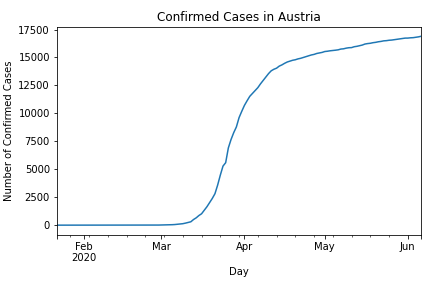 Confirmed Cases in Austria
17500
15000
12500
10000
7500
5000
2500
0
Number of Confirmed Cases
Feb
2020
Mar
Apr
May
Jun
Day